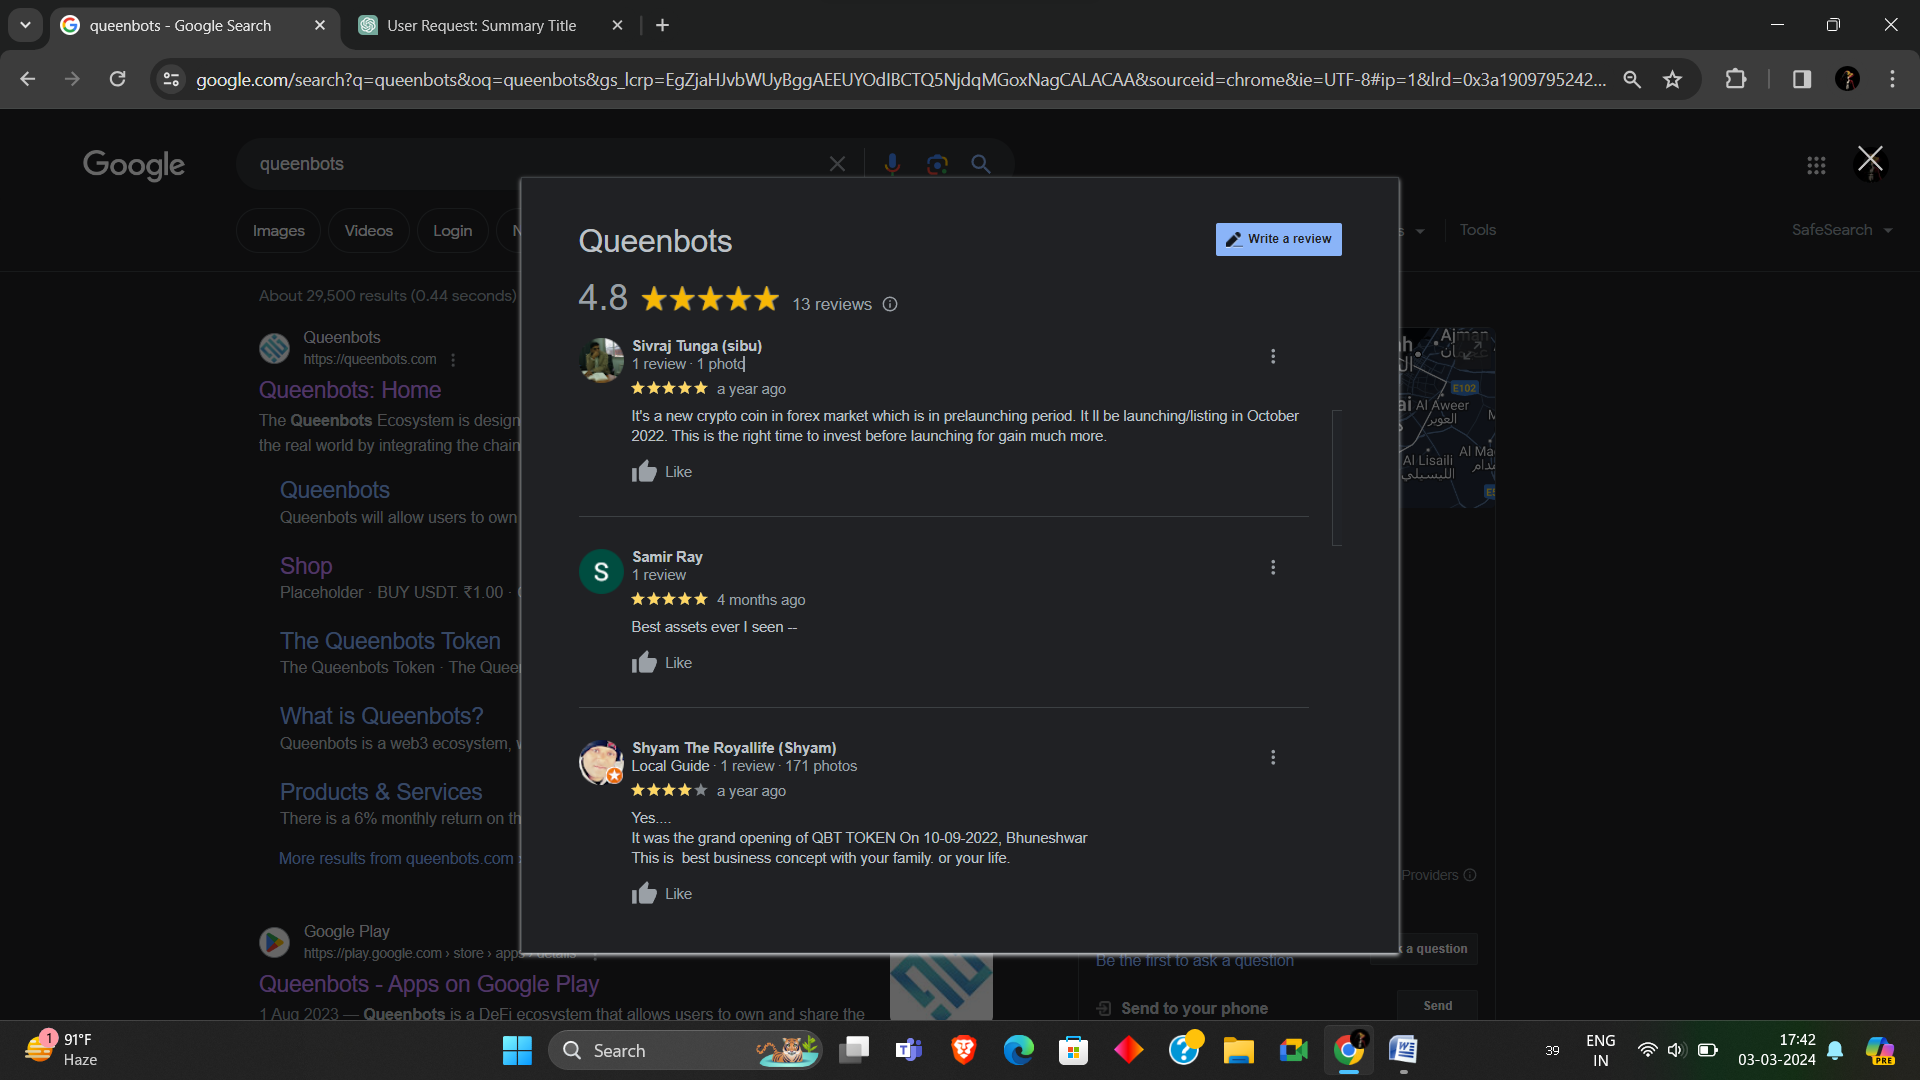 queenbots - Google Search
User Request: Summary Title
google.com/search?q=queenbots&oq=queenbots&gs_lcrp=EgZjaHJvbWUyBggAEEUYOdIBCTQ5NjdqMGoxNagCALACAA&sourceid=chrome&ie=UTF-8#ip=1&lrd=0x3a1909795242...
Google
queenbots
Images
Videos
Login
N
s
Tools
SafeSearch
About 29,500 results (0.44 seconds)
Queenbots
https://queenbots.com
Queenbots: Home
The Queenbots Ecosystem is design
the real world by integrating the chain
Queenbots
Queenbots will allow users to own
Shop
Placeholder · BUY USDT. ₹1.00 ·
The Queenbots Token
The Queenbots Token · The Queen
What is Queenbots?
Queenbots is a web3 ecosystem,
Products & Services
There is a 6% monthly return on th
More results from queenbots.com
Google Play
https://play.google.com › store › apps › details
Queenbots - Apps on Google Play
1 Aug 2023 — Queenbots is a DeFi ecosystem that allows users to own and share the
Queenbots
Write a review
4.8
13 reviews
Sivraj Tunga (sibu)
1 review · 1 photo
a year ago
It's a new crypto coin in forex market which is in prelaunching period. It ll be launching/listing in October
2022. This is the right time to invest before launching for gain much more.
Like
Samir Ray
1 review
4 months ago
Best assets ever I seen --
Like
Shyam The Royallife (Shyam)
Local Guide · 1 review · 171 photos
a year ago
Yes....
It was the grand opening of QBT TOKEN On 10-09-2022, Bhuneshwar
This is best business concept with your family. or your life.
Like
Ajman
E102
Al Aweer
العوير
Al Lisaili
الليسيلي
Al Ma
Providers
k a question
Be the first to ask a question
Send to your phone
Send
1
91°F
Haze
Search
39
ENG
IN
17:42
03-03-2024
PRE